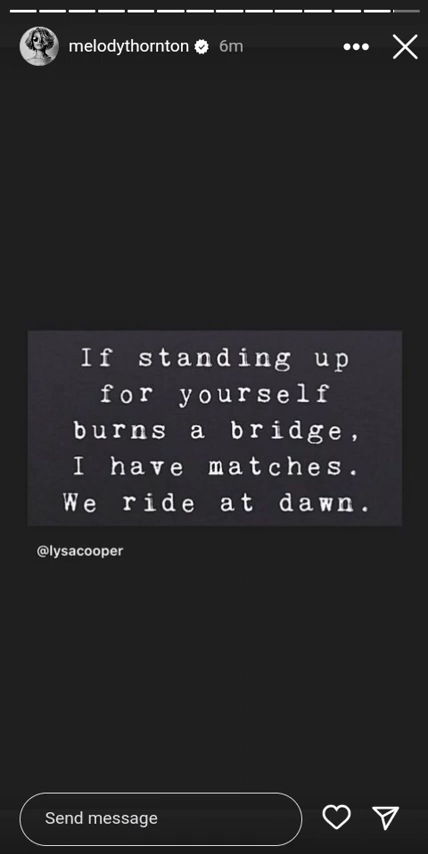 melodythornton 6m
If standing up
for yourself
burns a bridge,
I have matches.
We ride at dawn.
@lysacooper
Send message